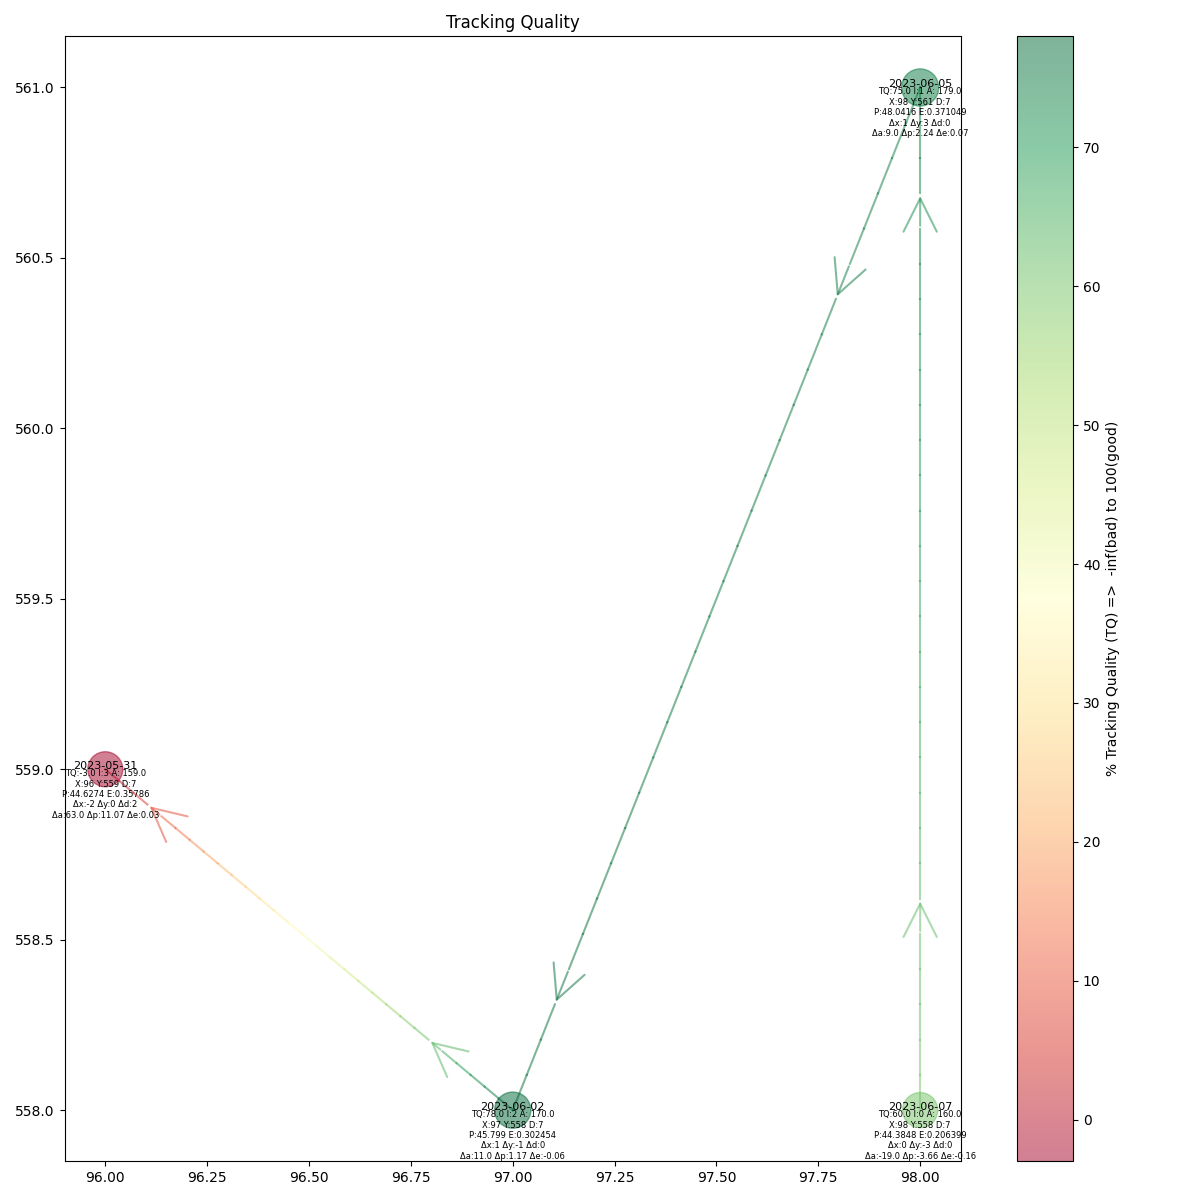 Tracking Quality
561.0
560.5
560.0
559.5
559.0
558.5
558.0
2023-06-05
TQ:75.0 I:1 A: 179.0
X:98 Y:561 D:7
P:48.0416 E:0.371049
Δx:1 Δy:3 Δd:0
Δa:9.0 Δp:2.24 Δe:0.07
2023-05-31
TQ:-3.0 I:3 A: 159.0
X:96 Y:559 D:7
P:44.6274 E:0.35786
Δx:-2 Δy:0 Δd:2
Δa:63.0 Δp:11.07 Δe:0.03
2023-06-02
TQ:78.0 I:2 A: 170.0
X:97 Y:558 D:7
P:45.799 E:0.302454
Δx:1 Δy:-1 Δd:0
Δa:11.0 Δp:1.17 Δe:-0.06
2023-06-07
TQ:60.0 I:0 A: 160.0
X:98 Y:558 D:7
P:44.3848 E:0.206399
Δx:0 Δy:-3 Δd:0
Δa:-19.0 Δp:-3.66 Δe:-0.16
96.00 96.25 96.50 96.75 97.00 97.25 97.50 97.75 98.00
70
60
50
40
30
20
10
0
% Tracking Quality (TQ) => -inf(bad) to 100(good)